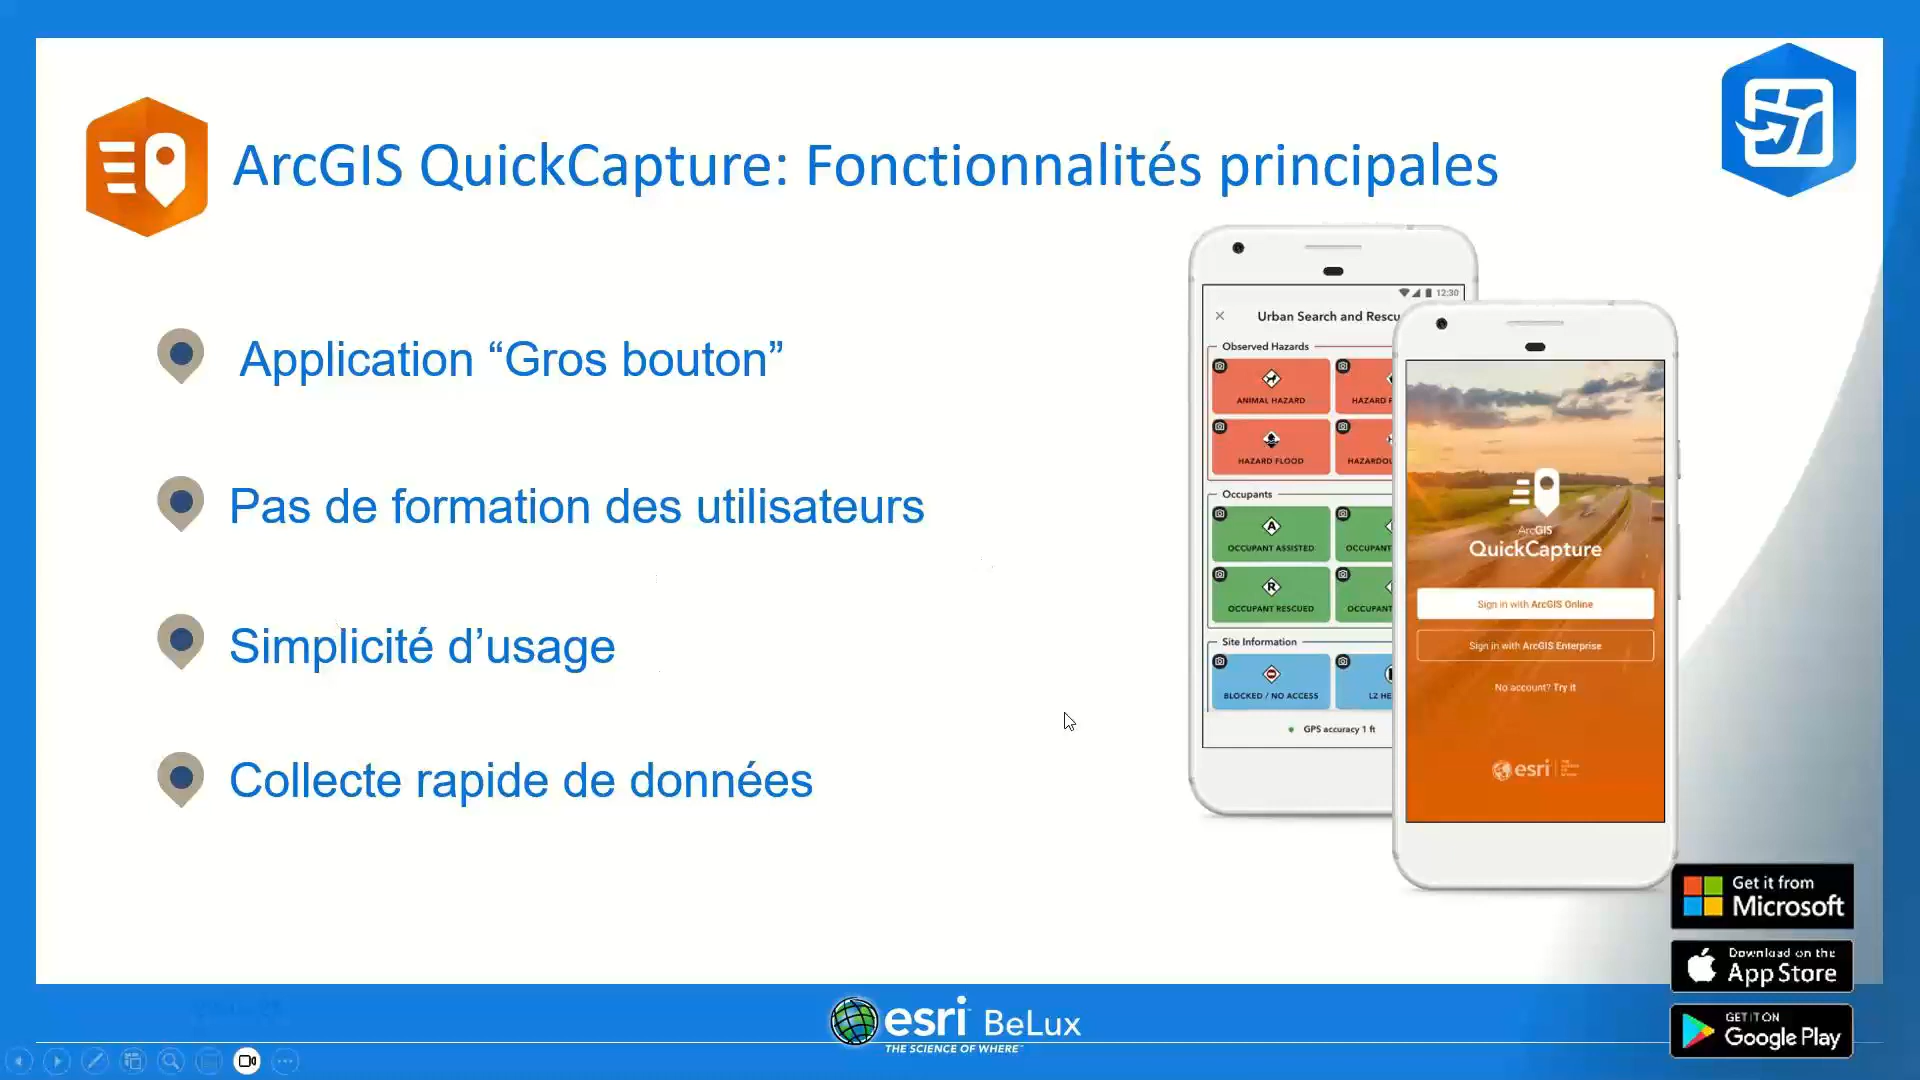 ArcGIS QuickCapture: Fonctionnalités principales
Application “Gros bouton”
Pas de formation des utilisateurs
Simplicité d’usage
Collecte rapide de données
12:30
Urban Search and Rescu
Observed Hazards
ANIMAL HAZARD
HAZARD F
HAZARD FLOOD
HAZARDOU
Occupants
A
OCCUPANT ASSISTED
OCCUPANT
R
OCCUPANT RESCUED
OCCUPANT
Site Information
BLOCKED / NO ACCESS
LZ HE
GPS accuracy 1 ft
ArcGIS
QuickCapture
Sign in with ArcGIS Online
Sign in with ArcGIS Enterprise
No account? Try it
esri
Get it from
Microsoft
Download on the
App Store
GET IT ON
Google Play
esri BeLux
THE SCIENCE OF WHERE™